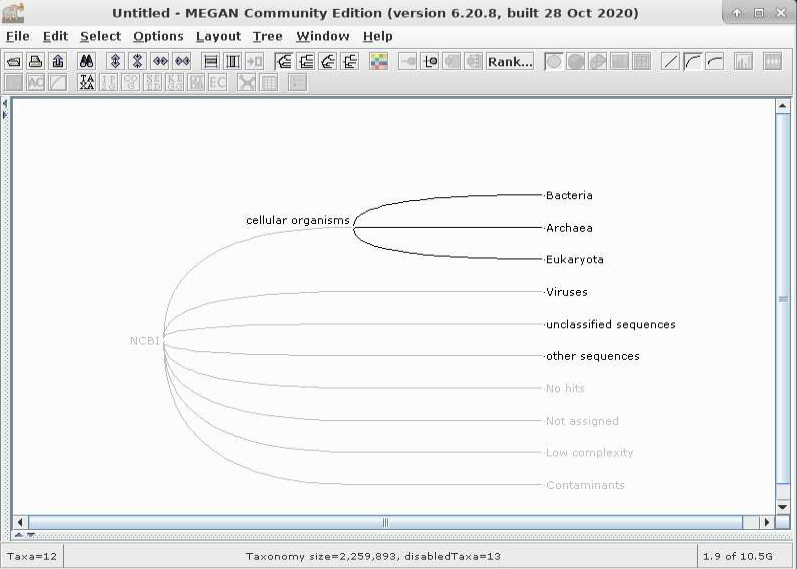 Untitled - MEGAN Community Edition (version 6.20.8, built 28 Oct 2020)
File Edit Select Options Layout Tree Window Help
Rank...
AC TAXA EC
Bacteria
cellular organisms
Archaea
Eukaryota
Viruses
unclassified sequences
NCBI
other sequences
No hits
Not assigned
Low complexity
Contaminants
Taxa=12 Taxonomy size=2,259,893, disabledTaxa=13 1.9 of 10.5G